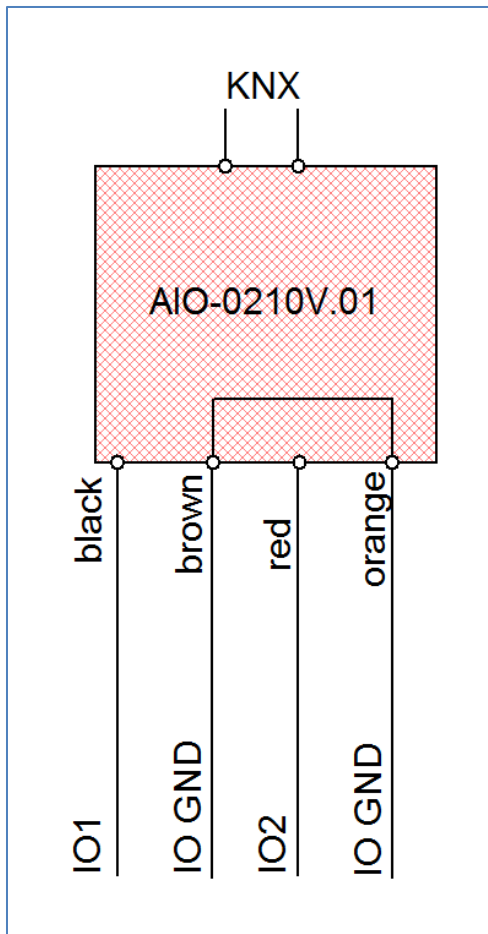 KNX
AIO-0210V.01
black
brown
red
orange
IO1
IO GND
IO2
IO GND